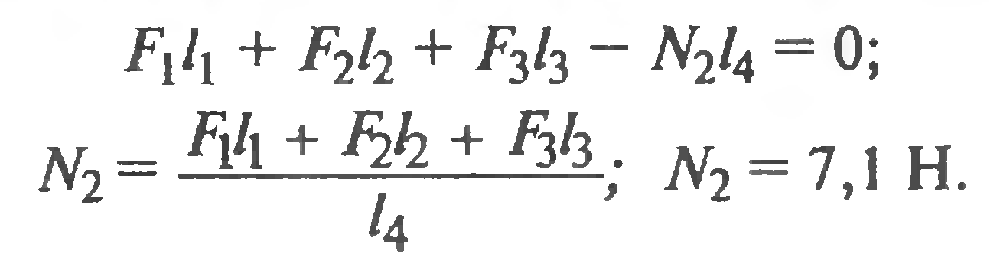 F₁l₁ + F₂l₂ + F₃l₃ − N₂l₄ = 0;
N₂ = (F₁l₁ + F₂l₂ + F₃l₃) / l₄; N₂ = 7,1 Н.